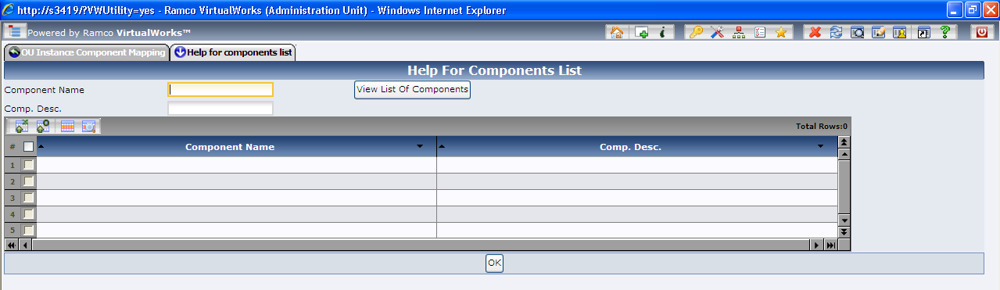 http://s3419/?VWUtility=yes - Ramco VirtualWorks (Administration Unit) - Windows Internet Explorer
Powered by Ramco VirtualWorks™
OU Instance Component Mapping Help for components list
Help For Components List
Component Name View List Of Components
Comp. Desc.
Total Rows:0
# Component Name Comp. Desc.
1
2
3
4
5
OK